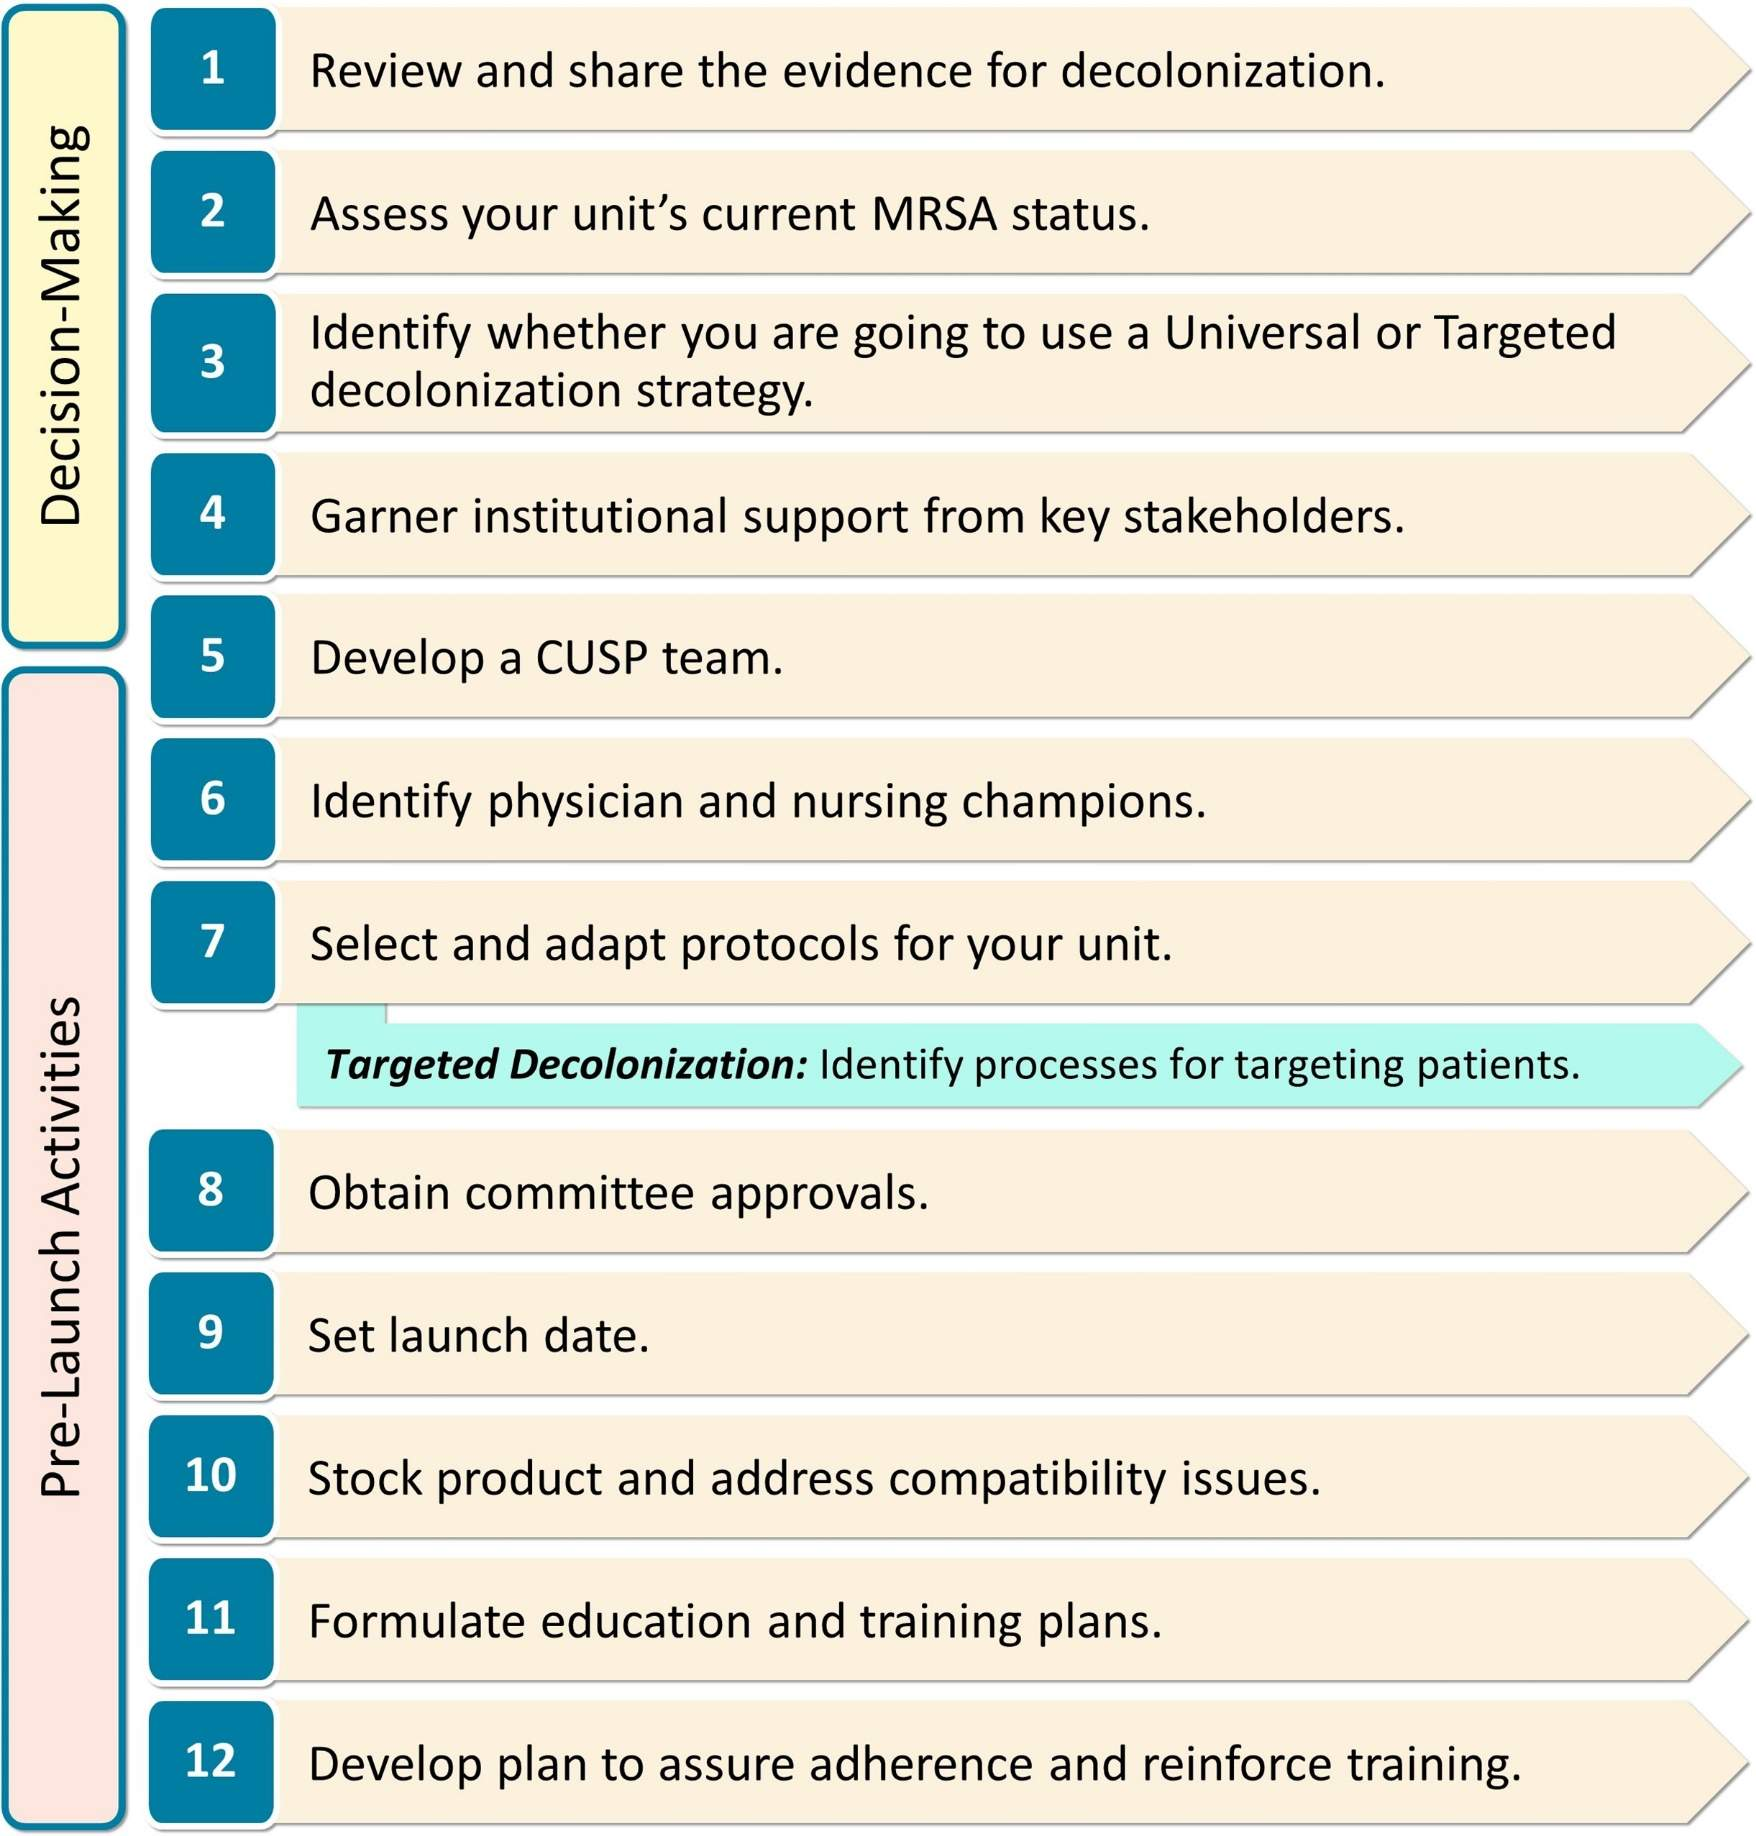 Decision-Making
1
Review and share the evidence for decolonization.
2
Assess your unit’s current MRSA status.
3
Identify whether you are going to use a Universal or Targeted
decolonization strategy.
4
Garner institutional support from key stakeholders.
5
Develop a CUSP team.
Pre-Launch Activities
6
Identify physician and nursing champions.
7
Select and adapt protocols for your unit.
Targeted Decolonization: Identify processes for targeting patients.
8
Obtain committee approvals.
9
Set launch date.
10
Stock product and address compatibility issues.
11
Formulate education and training plans.
12
Develop plan to assure adherence and reinforce training.